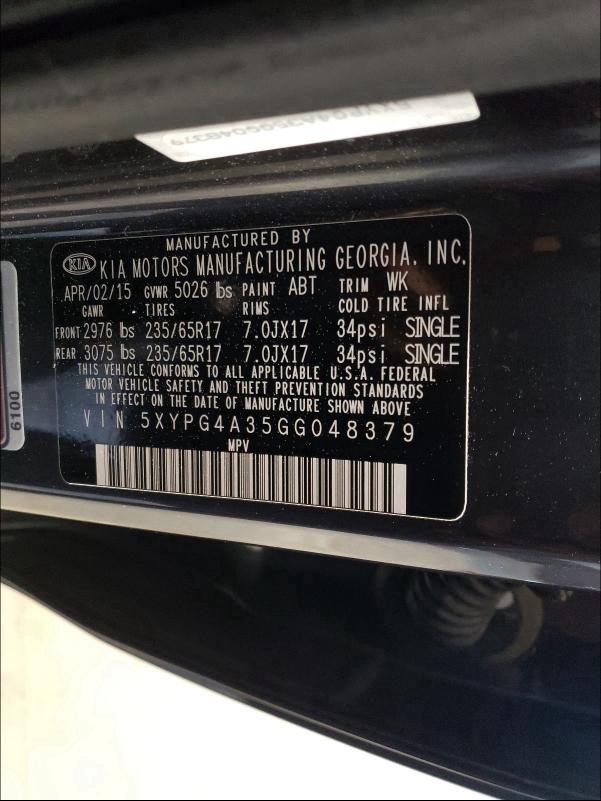 5XYPG4A35GG048379
MANUFACTURED BY
KIA KIA MOTORS MANUFACTURING GEORGIA, INC.
APR/02/15 GVWR 5026 lbs PAINT ABT TRIM WK
GAWR TIRES RIMS COLD TIRE INFL
FRONT 2976 lbs 235/65R17 7.0JX17 34psi SINGLE
REAR 3075 lbs 235/65R17 7.0JX17 34psi SINGLE
THIS VEHICLE CONFORMS TO ALL APPLICABLE U.S.A. FEDERAL
MOTOR VEHICLE SAFETY AND THEFT PREVENTION STANDARDS
IN EFFECT ON THE DATE OF MANUFACTURE SHOWN ABOVE
VIN 5XYPG4A35GG048379
MPV
6100